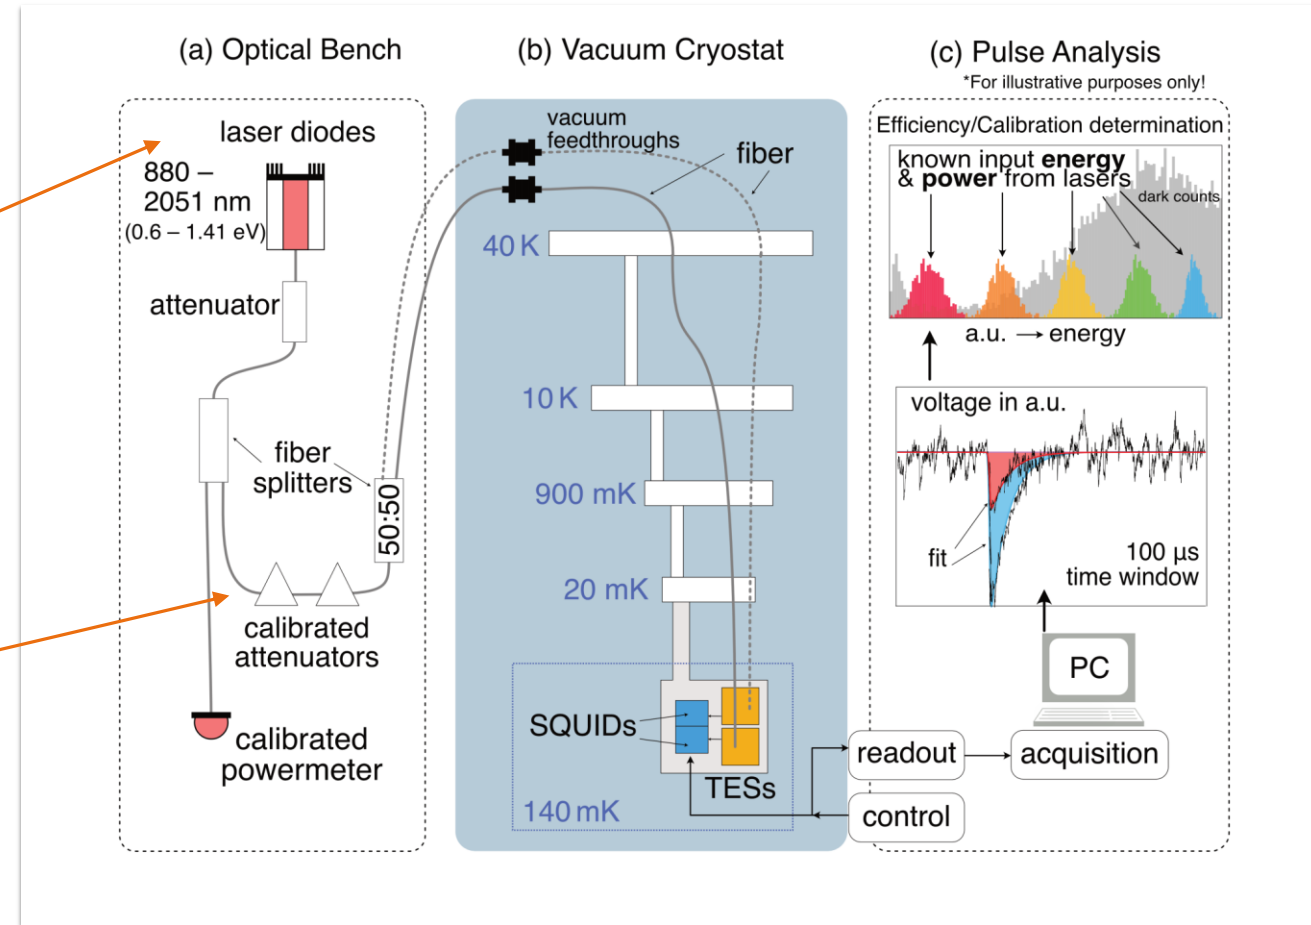 (a) Optical Bench
laser diodes
880 –
2051 nm
(0.6 – 1.41 eV)
attenuator
fiber
splitters
50:50
calibrated
attenuators
calibrated
powermeter
(b) Vacuum Cryostat
vacuum
feedthroughs
fiber
40 K
10 K
900 mK
20 mK
SQUIDs
TESs
140 mK
(c) Pulse Analysis
*For illustrative purposes only!
Efficiency/Calibration determination
known input energy
& power from lasers
dark counts
a.u. → energy
voltage in a.u.
fit
100 µs
time window
PC
readout
acquisition
control